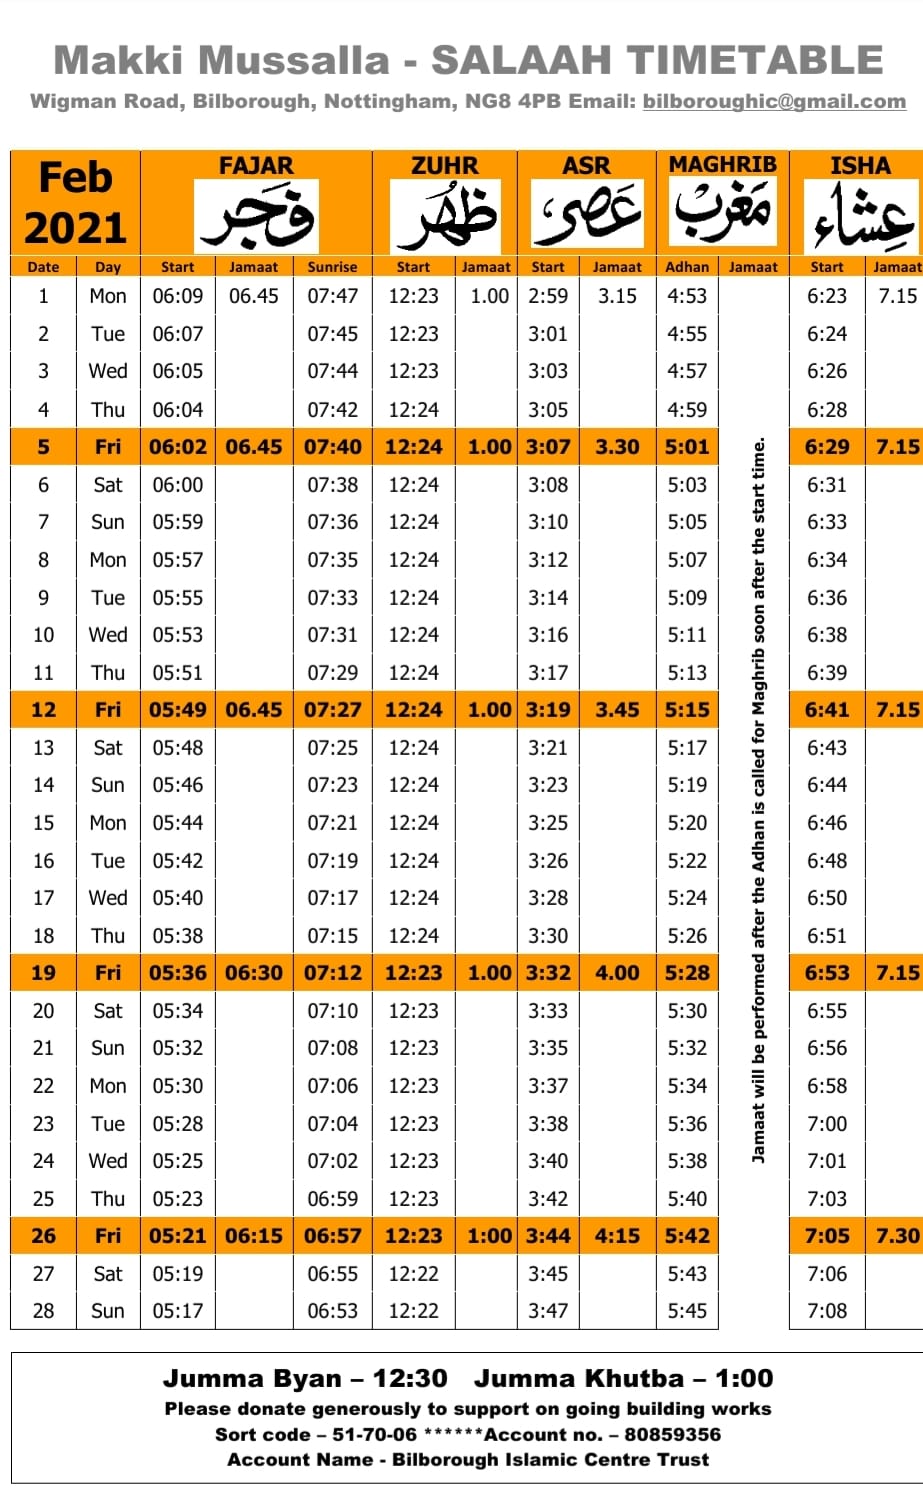 Makki Mussalla - SALAAH TIMETABLE
Wigman Road, Bilborough, Nottingham, NG8 4PB Email: bilboroughic@gmail.com
Feb 2021 FAJAR ZUHR ASR MAGHRIB ISHA
فَجَر ظُهُر عَصر مَغرب عِشاء
Date Day Start Jamaat Sunrise Start Jamaat Start Jamaat Adhan Jamaat Start Jamaat
1 Mon 06:09 06.45 07:47 12:23 1.00 2:59 3.15 4:53 6:23 7.15
2 Tue 06:07 07:45 12:23 3:01 4:55 6:24
3 Wed 06:05 07:44 12:23 3:03 4:57 6:26
4 Thu 06:04 07:42 12:24 3:05 4:59 6:28
5 Fri 06:02 06.45 07:40 12:24 1.00 3:07 3.30 5:01 6:29 7.15
6 Sat 06:00 07:38 12:24 3:08 5:03 6:31
7 Sun 05:59 07:36 12:24 3:10 5:05 6:33
8 Mon 05:57 07:35 12:24 3:12 5:07 6:34
9 Tue 05:55 07:33 12:24 3:14 5:09 6:36
10 Wed 05:53 07:31 12:24 3:16 5:11 6:38
11 Thu 05:51 07:29 12:24 3:17 5:13 6:39
12 Fri 05:49 06.45 07:27 12:24 1.00 3:19 3.45 5:15 6:41 7.15
13 Sat 05:48 07:25 12:24 3:21 5:17 6:43
14 Sun 05:46 07:23 12:24 3:23 5:19 6:44
15 Mon 05:44 07:21 12:24 3:25 5:20 6:46
16 Tue 05:42 07:19 12:24 3:26 5:22 6:48
17 Wed 05:40 07:17 12:24 3:28 5:24 6:50
18 Thu 05:38 07:15 12:24 3:30 5:26 6:51
19 Fri 05:36 06:30 07:12 12:23 1.00 3:32 4.00 5:28 6:53 7.15
20 Sat 05:34 07:10 12:23 3:33 5:30 6:55
21 Sun 05:32 07:08 12:23 3:35 5:32 6:56
22 Mon 05:30 07:06 12:23 3:37 5:34 6:58
23 Tue 05:28 07:04 12:23 3:38 5:36 7:00
24 Wed 05:25 07:02 12:23 3:40 5:38 7:01
25 Thu 05:23 06:59 12:23 3:42 5:40 7:03
26 Fri 05:21 06:15 06:57 12:23 1:00 3:44 4:15 5:42 7:05 7.30
27 Sat 05:19 06:55 12:22 3:45 5:43 7:06
28 Sun 05:17 06:53 12:22 3:47 5:45 7:08
Jamaat will be performed after the Adhan is called for Maghrib soon after the start time.
Jumma Byan – 12:30 Jumma Khutba – 1:00
Please donate generously to support on going building works
Sort code – 51-70-06 ******Account no. – 80859356
Account Name - Bilborough Islamic Centre Trust